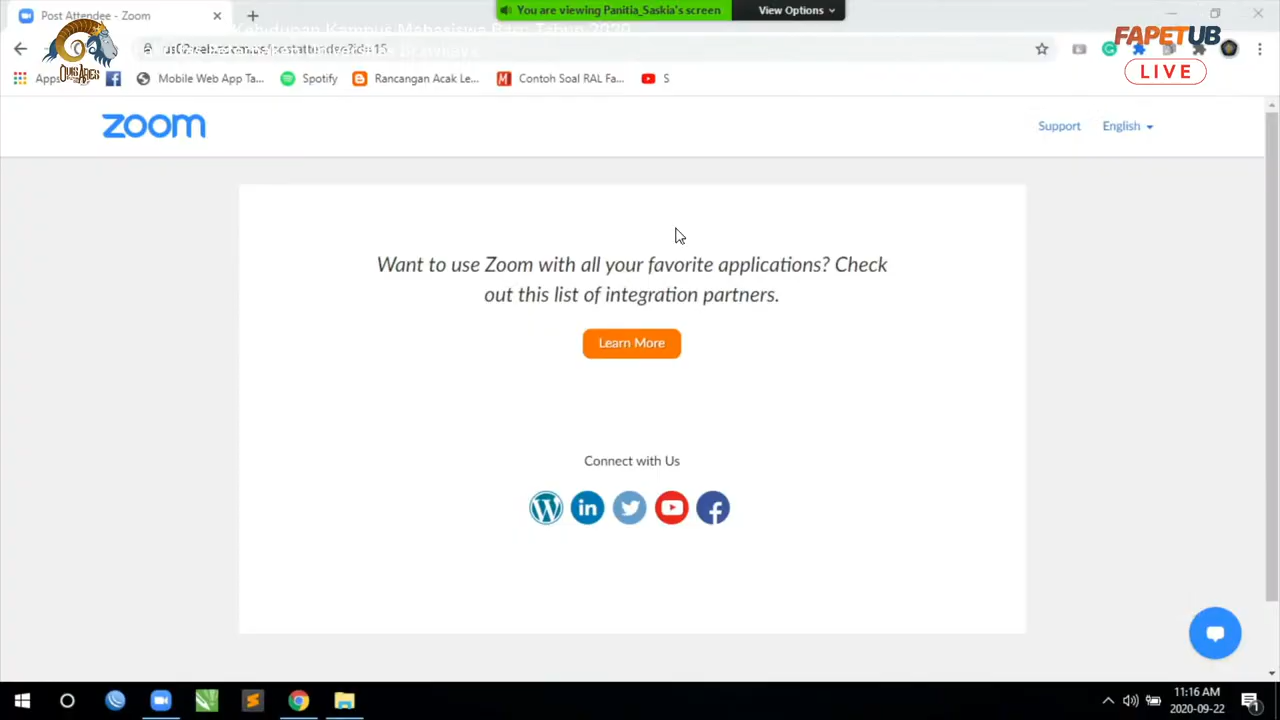 Post Attendee - Zoom
You are viewing Panitia_Saskia's screen
View Options
FAPETUB
LIVE
Mobile Web App Ta...
Spotify
Rancangan Acak Le...
Contoh Soal RAL Fa...
S
zoom
Support
English
Want to use Zoom with all your favorite applications? Check
out this list of integration partners.
Learn More
Connect with Us
11:16 AM
2020-09-22